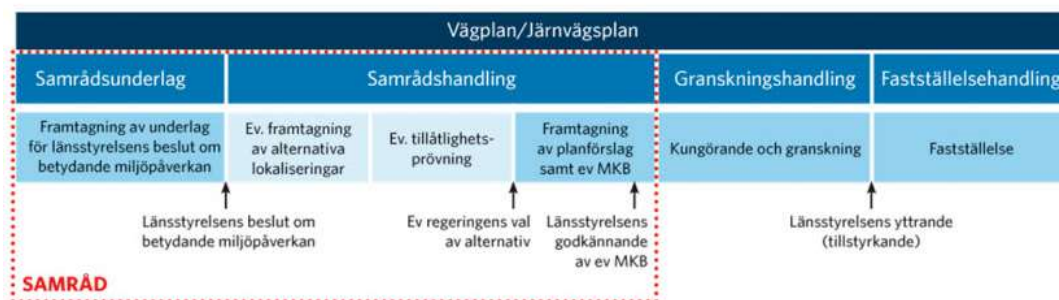 Vägplan/Järnvägsplan
Samrådsunderlag
Samrådshandling
Granskningshandling
Fastställelsehandling
Framtagning av underlag
för länsstyrelsens beslut om
betydande miljöpåverkan
Ev. framtagning
av alternativa
lokaliseringar
Ev. tillåtlighets-
prövning
Framtagning
av planförslag
samt ev MKB
Kungörande och granskning
Fastställelse
Länsstyrelsens beslut om
betydande miljöpåverkan
Ev regeringens val
av alternativ
Länsstyrelsens
godkännande
av ev MKB
Länsstyrelsens yttrande
(tillstyrkande)
SAMRÅD